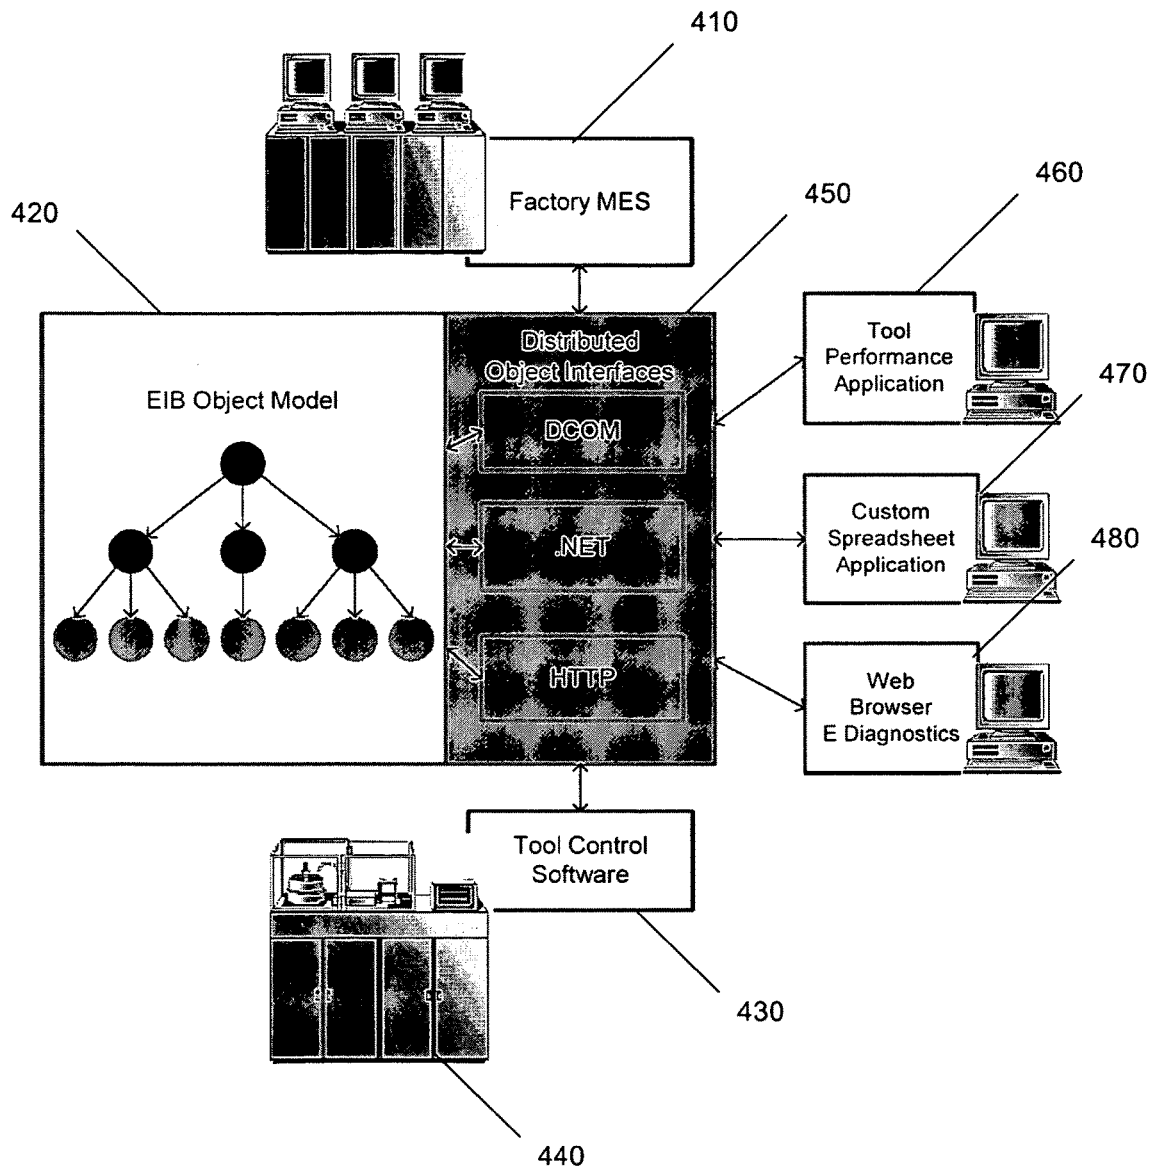 410
Factory MES
420
450
460
Distributed
Object Interfaces
EIB Object Model
DCOM
.NET
HTTP
Tool
Performance
Application
470
Custom
Spreadsheet
Application
480
Web
Browser
E Diagnostics
Tool Control
Software
430
440